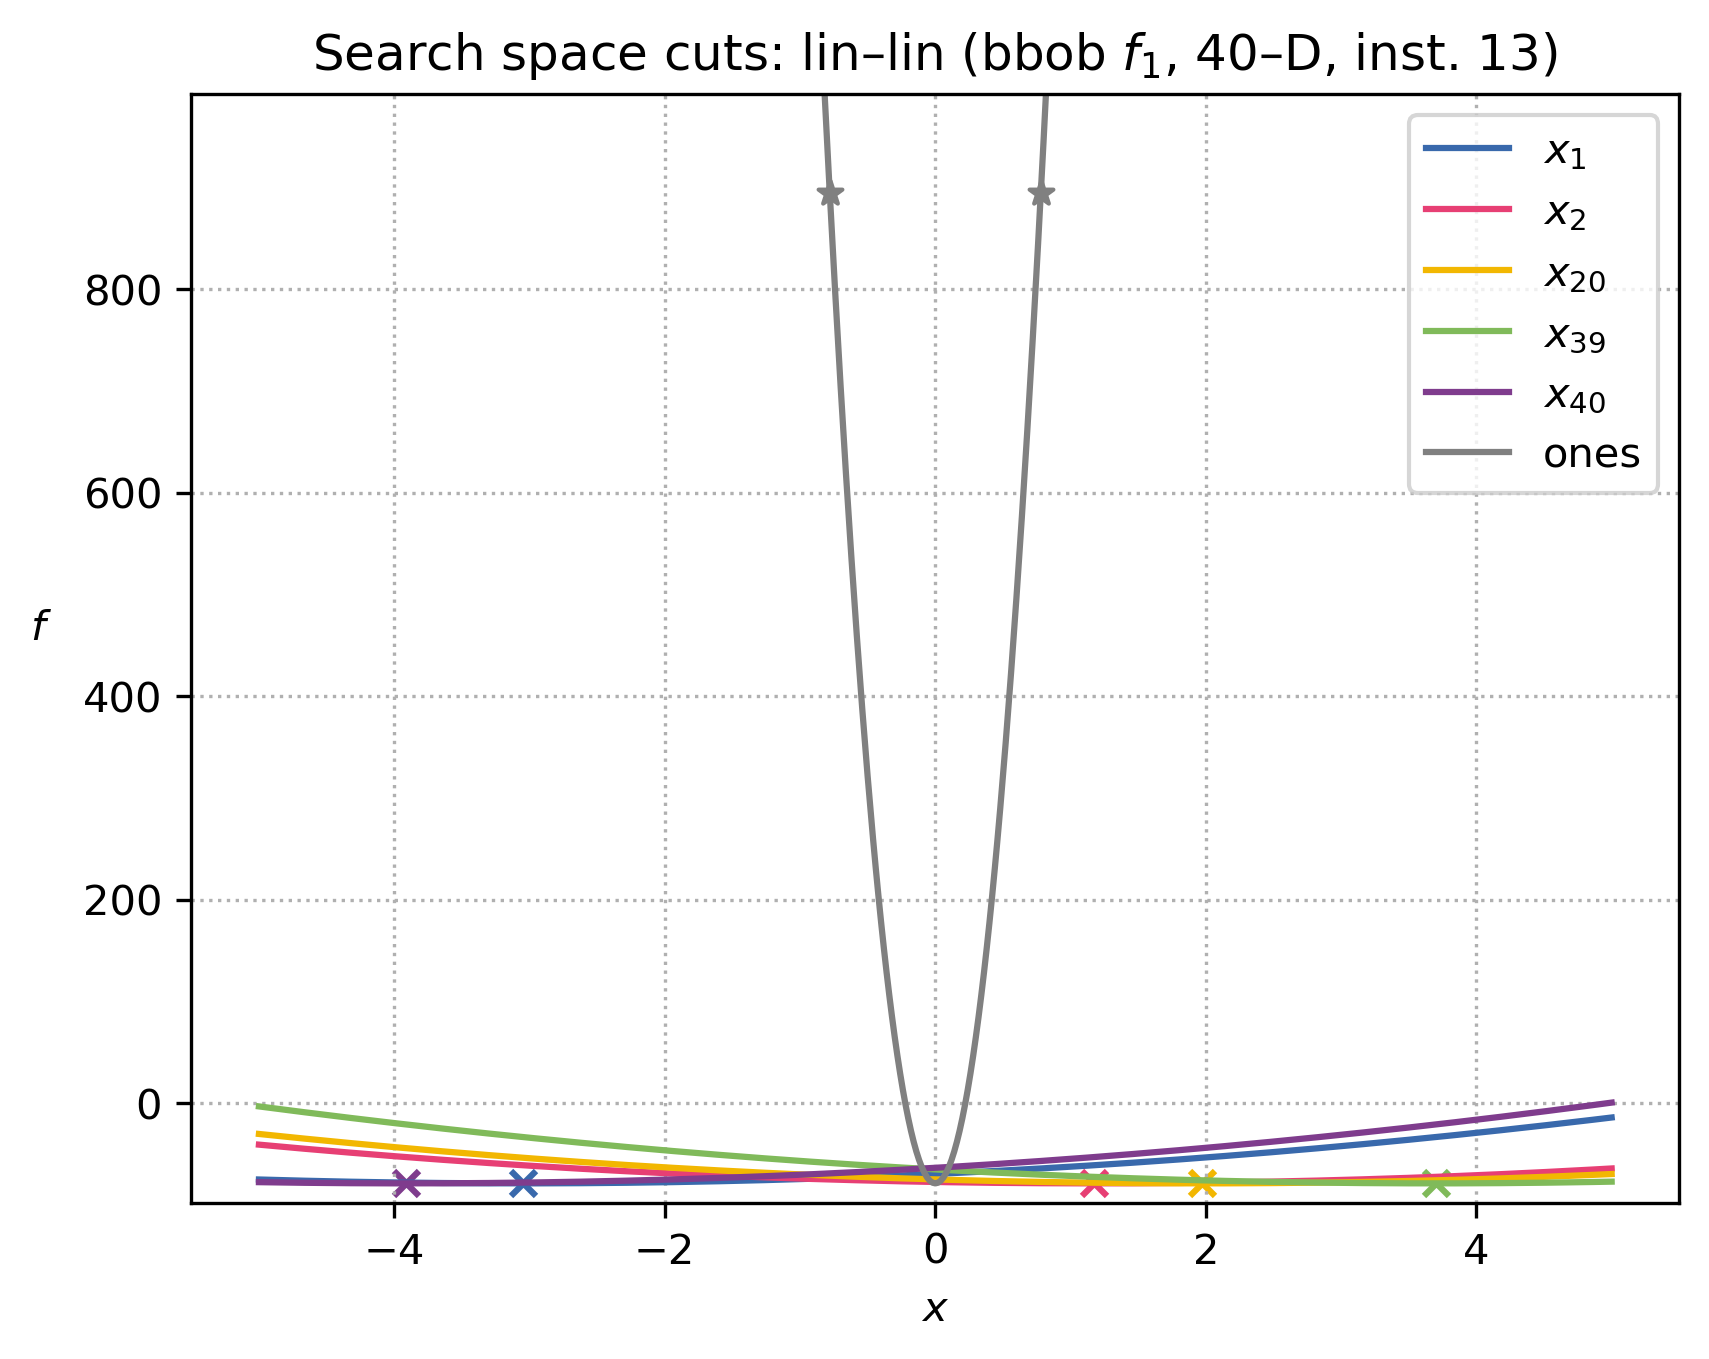 Search space cuts: lin–lin (bbob f₁, 40–D, inst. 13)
x₁
x₂
x₂₀
x₃₉
x₄₀
ones
800
600
400
200
0
f
−4 −2 0 2 4
x